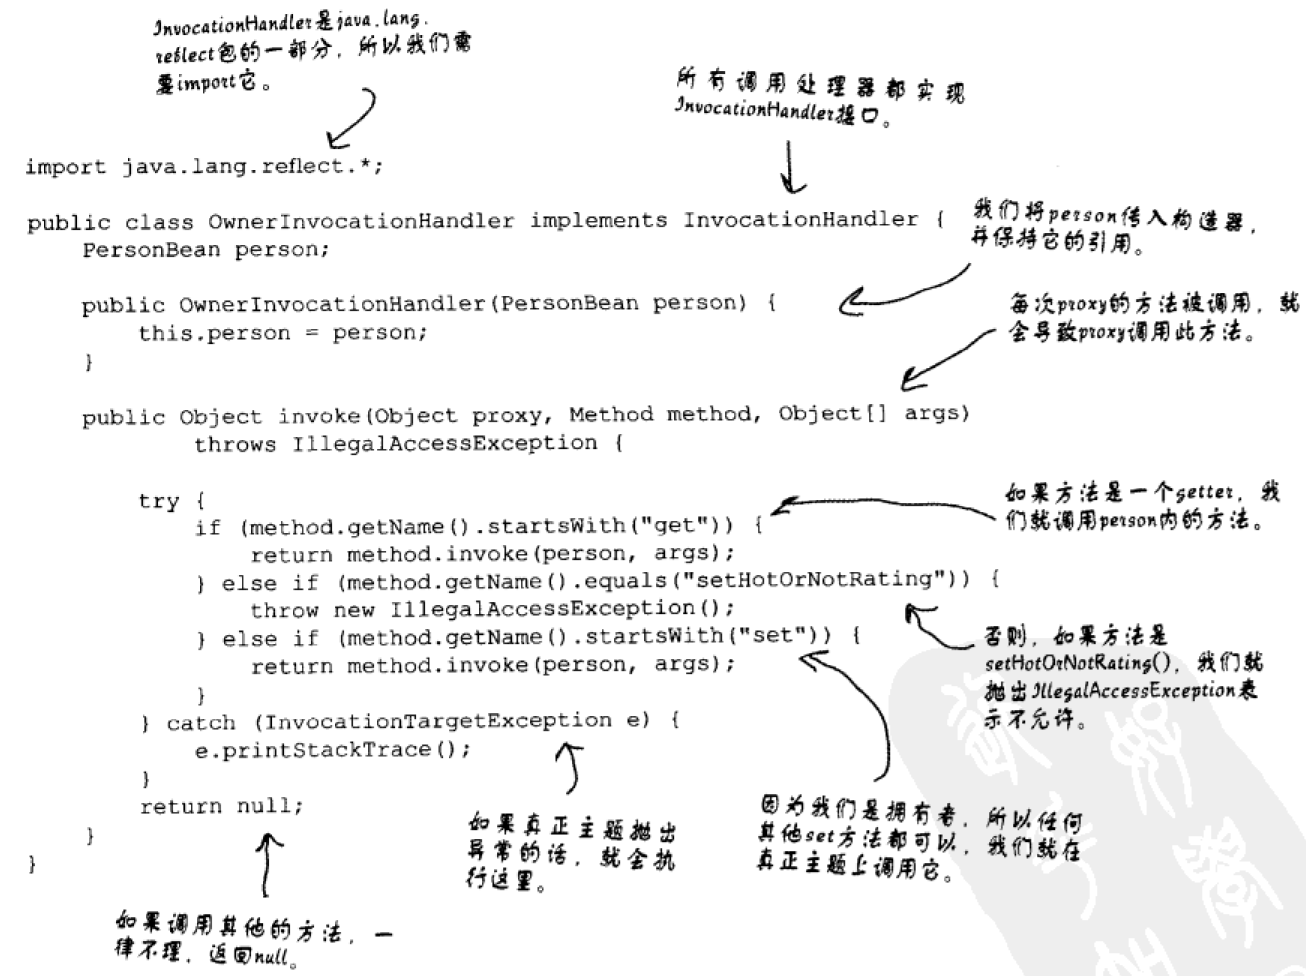 InvocationHandler是java.lang.
reflect包的一部分，所以我们需
要import它。
所有调用处理器都实现
InvocationHandler接口。
import java.lang.reflect.*;
public class OwnerInvocationHandler implements InvocationHandler {
PersonBean person;
我们将person传入构造器，
并保持它的引用。
public OwnerInvocationHandler(PersonBean person) {
this.person = person;
}
每次proxy的方法被调用，就
会导致proxy调用此方法。
public Object invoke(Object proxy, Method method, Object[] args)
throws IllegalAccessException {
try {
if (method.getName().startsWith("get")) {
return method.invoke(person, args);
如果方法是一个getter，我
们就调用person内的方法。
} else if (method.getName().equals("setHotOrNotRating")) {
throw new IllegalAccessException();
} else if (method.getName().startsWith("set")) {
return method.invoke(person, args);
}
否则，如果方法是
setHotOrNotRating()，我们就
抛出IllegalAccessException表
示不允许。
} catch (InvocationTargetException e) {
e.printStackTrace();
}
return null;
}
}
因为我们是拥有者，所以任何
其他set方法都可以，我们就在
真正主题上调用它。
如果真正主题抛出
异常的话，就会执
行这里。
如果调用其他的方法，一
律不理，返回null。